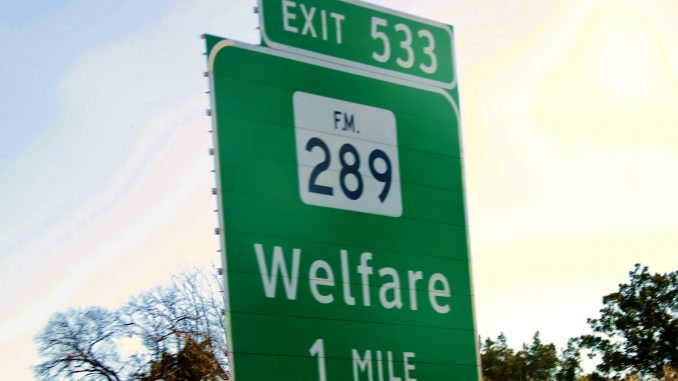 EXIT 533
F.M.
289
Welfare
1 MILE